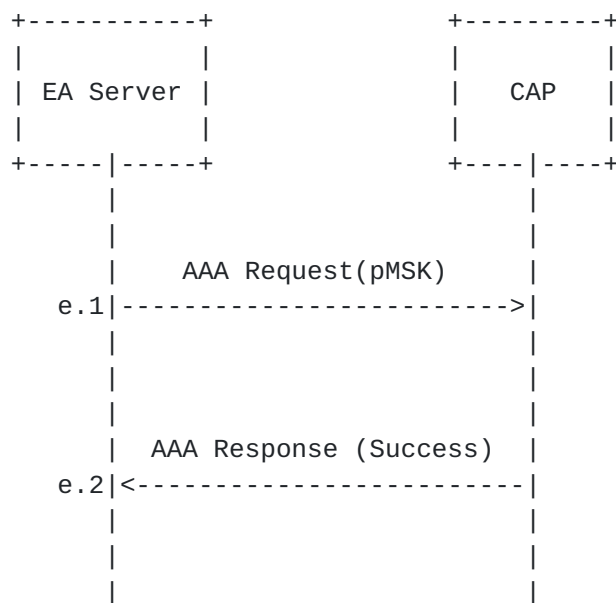 EA Server CAP
AAA Request(pMSK)
e.1
AAA Response (Success)
e.2